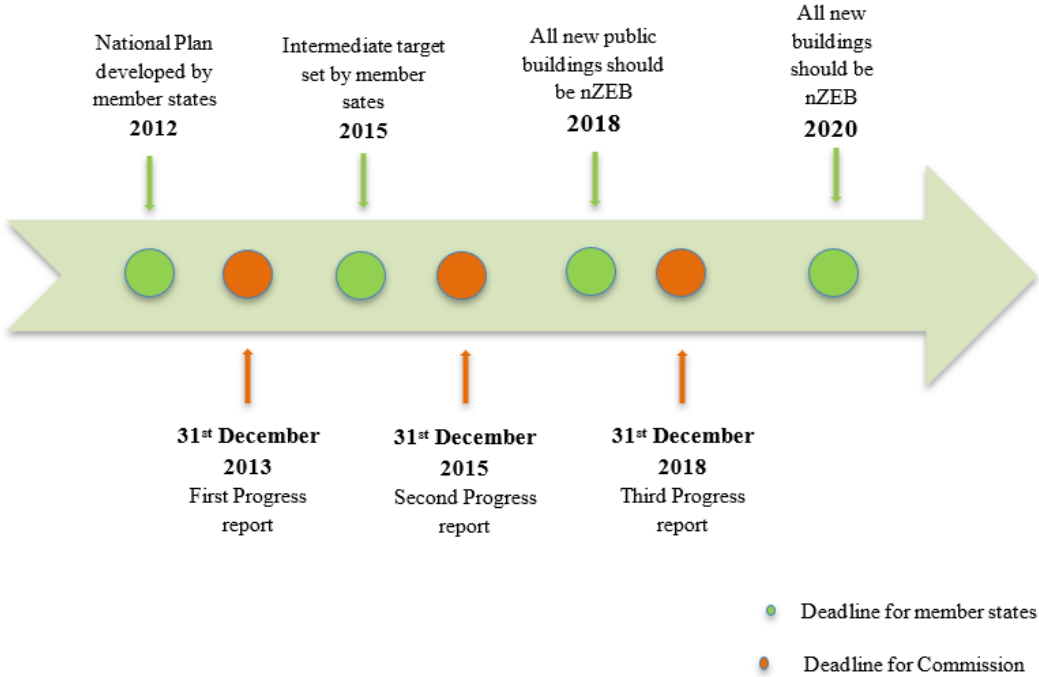 National Plan
developed by
member states
2012
Intermediate target
set by member
sates
2015
All new public
buildings should
be nZEB
2018
All new
buildings
should be
nZEB
2020
31st December
2013
First Progress
report
31st December
2015
Second Progress
report
31st December
2018
Third Progress
report
Deadline for member states
Deadline for Commission